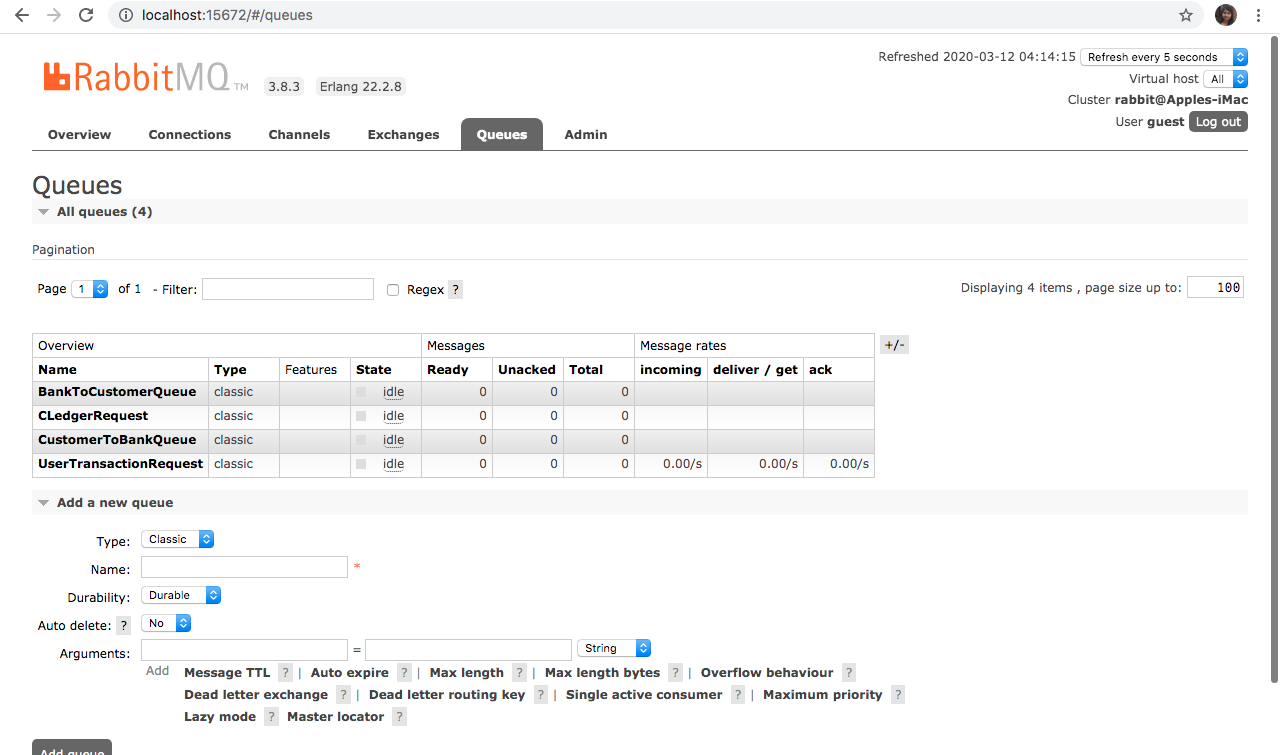 localhost:15672/#/queues
RabbitMQ TM 3.8.3 Erlang 22.2.8
Refreshed 2020-03-12 04:14:15 Refresh every 5 seconds
Virtual host All
Cluster rabbit@Apples-iMac
User guest Log out
Overview Connections Channels Exchanges Queues Admin
Queues
All queues (4)
Pagination
Page 1 of 1 - Filter: Regex ? Displaying 4 items , page size up to: 100
Overview Messages Message rates +/-
Name Type Features State Ready Unacked Total incoming deliver / get ack
BankToCustomerQueue classic idle 0 0 0
CLedgerRequest classic idle 0 0 0
CustomerToBankQueue classic idle 0 0 0
UserTransactionRequest classic idle 0 0 0 0.00/s 0.00/s 0.00/s
Add a new queue
Type: Classic
Name: *
Durability: Durable
Auto delete: ? No
Arguments: = String
Add Message TTL ? | Auto expire ? | Max length ? | Max length bytes ? | Overflow behaviour ?
Dead letter exchange ? | Dead letter routing key ? | Single active consumer ? | Maximum priority ?
Lazy mode ? Master locator ?
Add queue